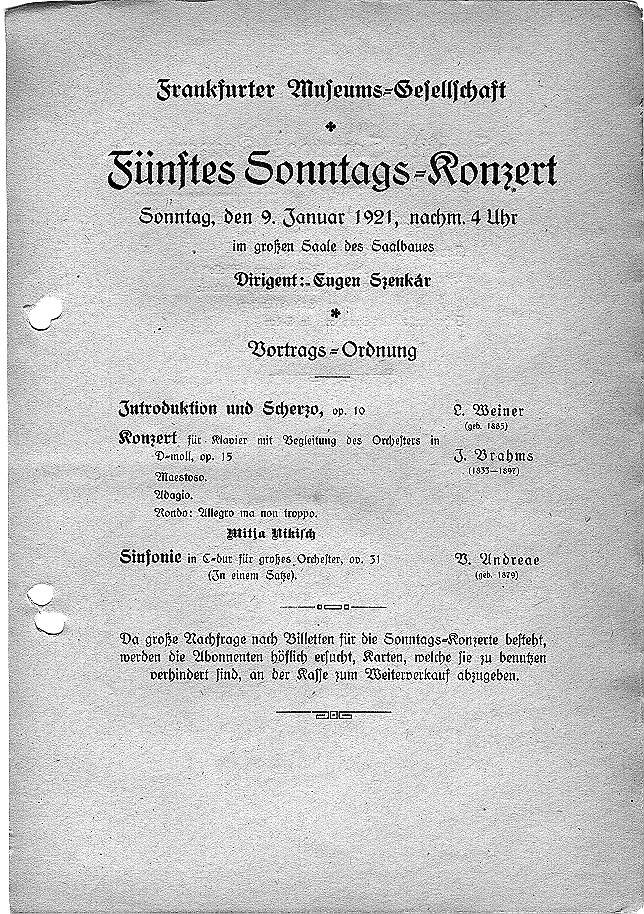 Frankfurter Museums-Gesellschaft
Fünftes Sonntags-Konzert
Sonntag, den 9. Januar 1921, nachm. 4 Uhr
im großen Saale des Saalbaues
Dirigent: Eugen Szenkár
Vortrags-Ordnung
Introduktion und Scherzo, op. 10 L. Weiner
(geb. 1885)
Konzert für Klavier mit Begleitung des Orchesters in
D-moll, op. 15 J. Brahms
(1833—1897)
Maestoso.
Adagio.
Rondo: Allegro ma non troppo.
Mitja Nikisch
Sinfonie in C-dur für großes Orchester, op. 31 V. Andreae
(In einem Satze). (geb. 1879)
Da große Nachfrage nach Billetten für die Sonntags-Konzerte besteht,
werden die Abonnenten höflich ersucht, Karten, welche sie zu benutzen
verhindert sind, an der Kasse zum Weiterverkauf abzugeben.